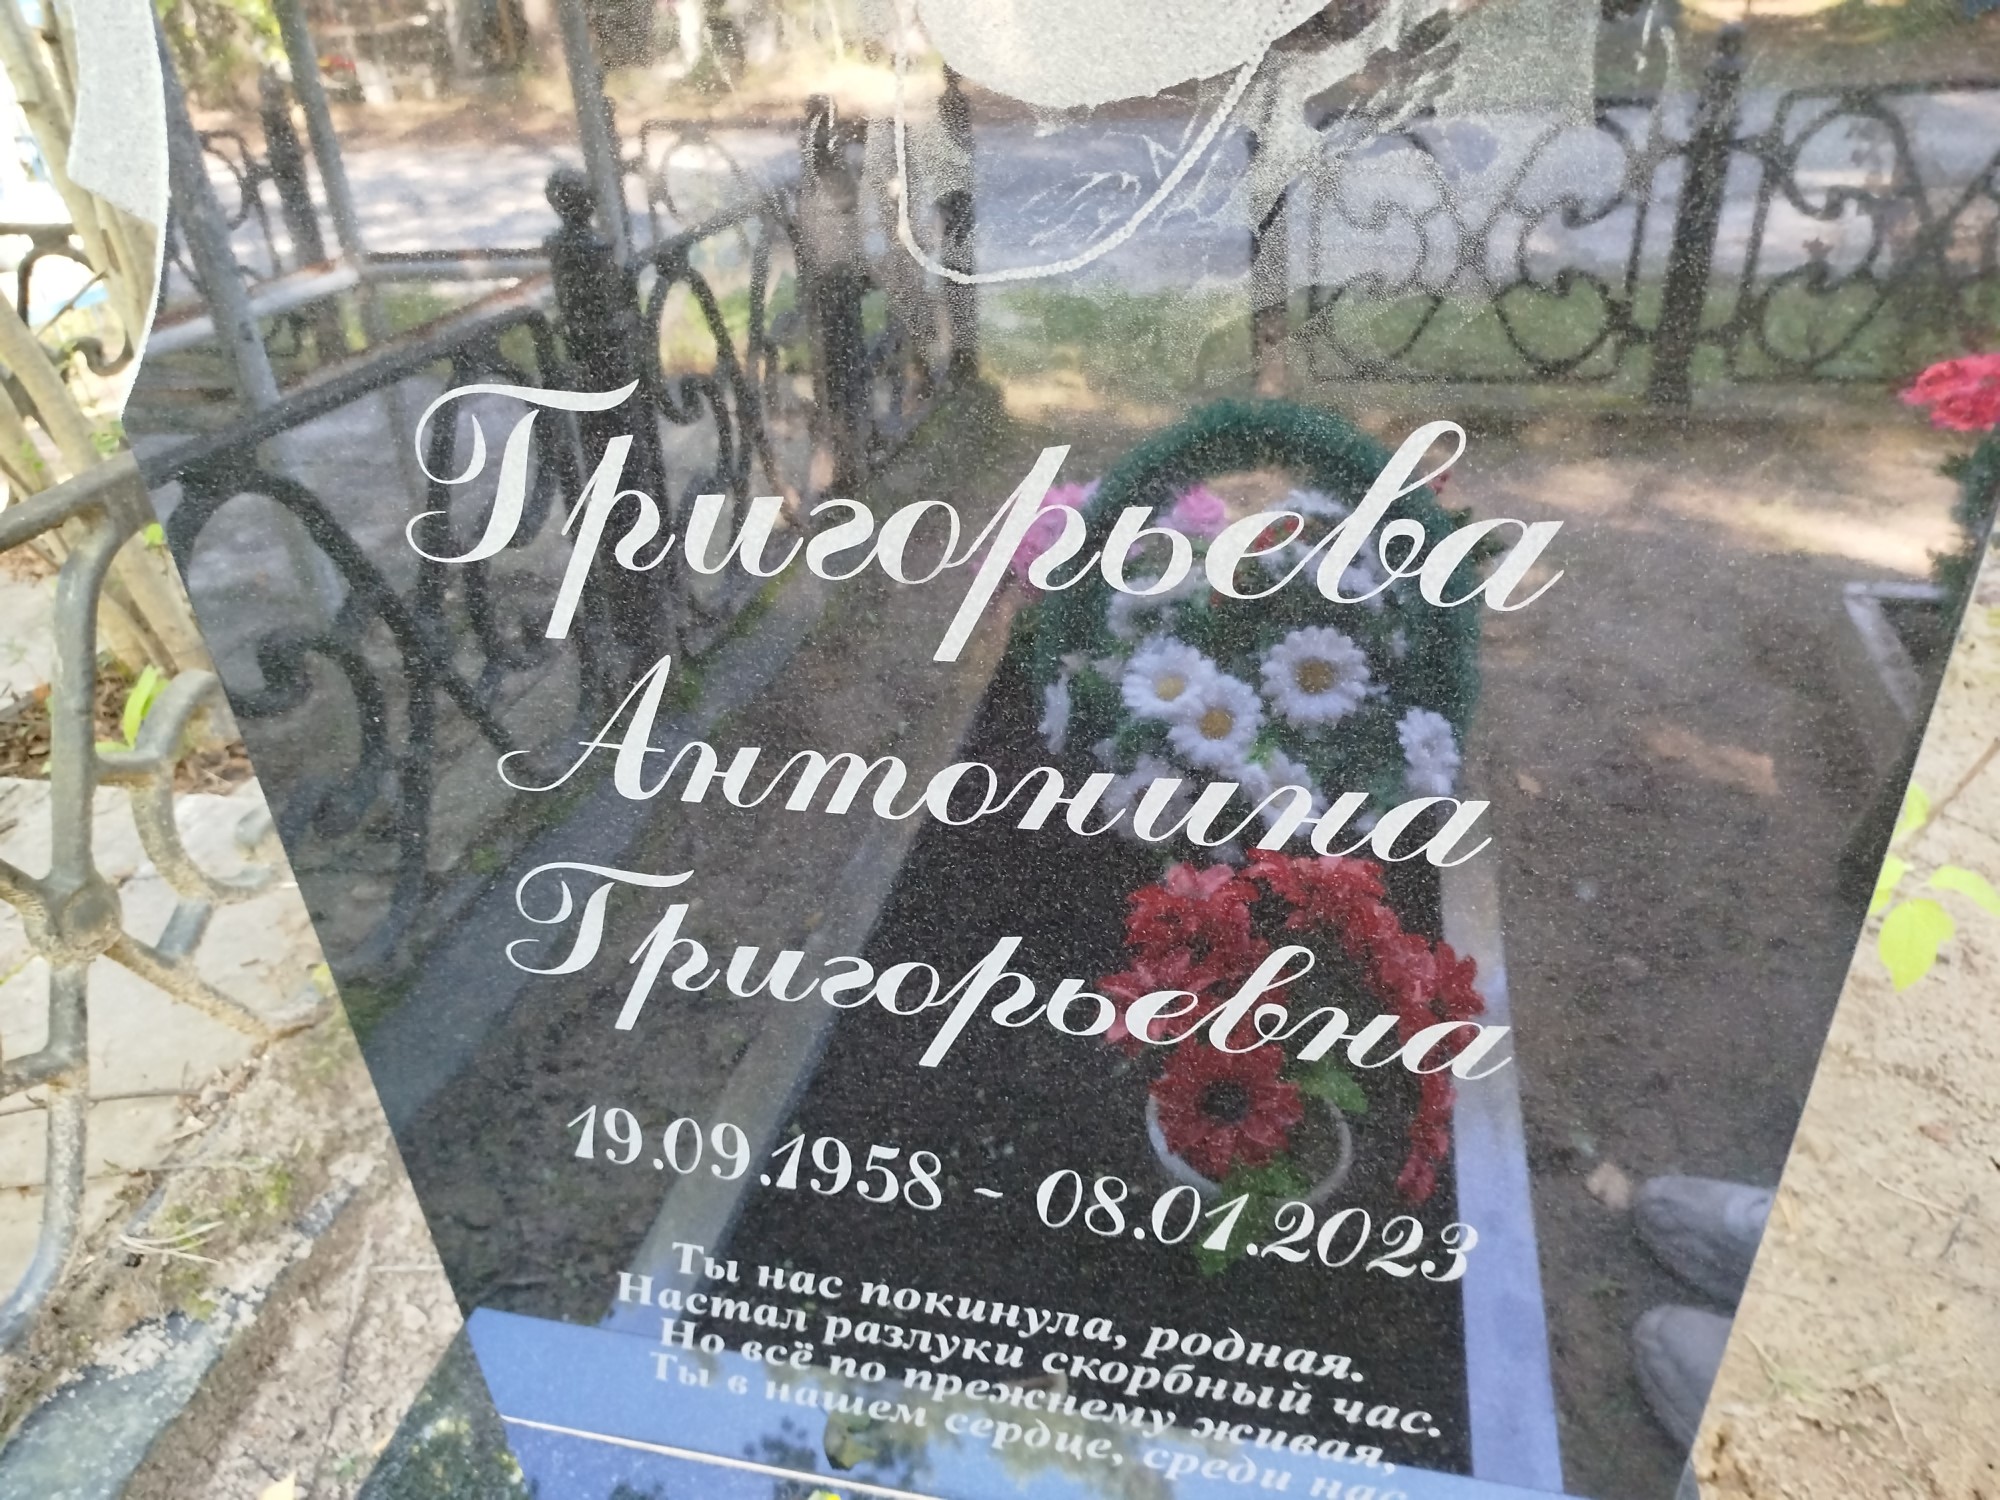 Григорьева
Антонина
Григорьевна
19.09.1958 - 08.01.2023
Ты нас покинула, родная.
Настал разлуки скорбный час.
Но всё по прежнему живая,
Ты в нашем сердце, среди нас